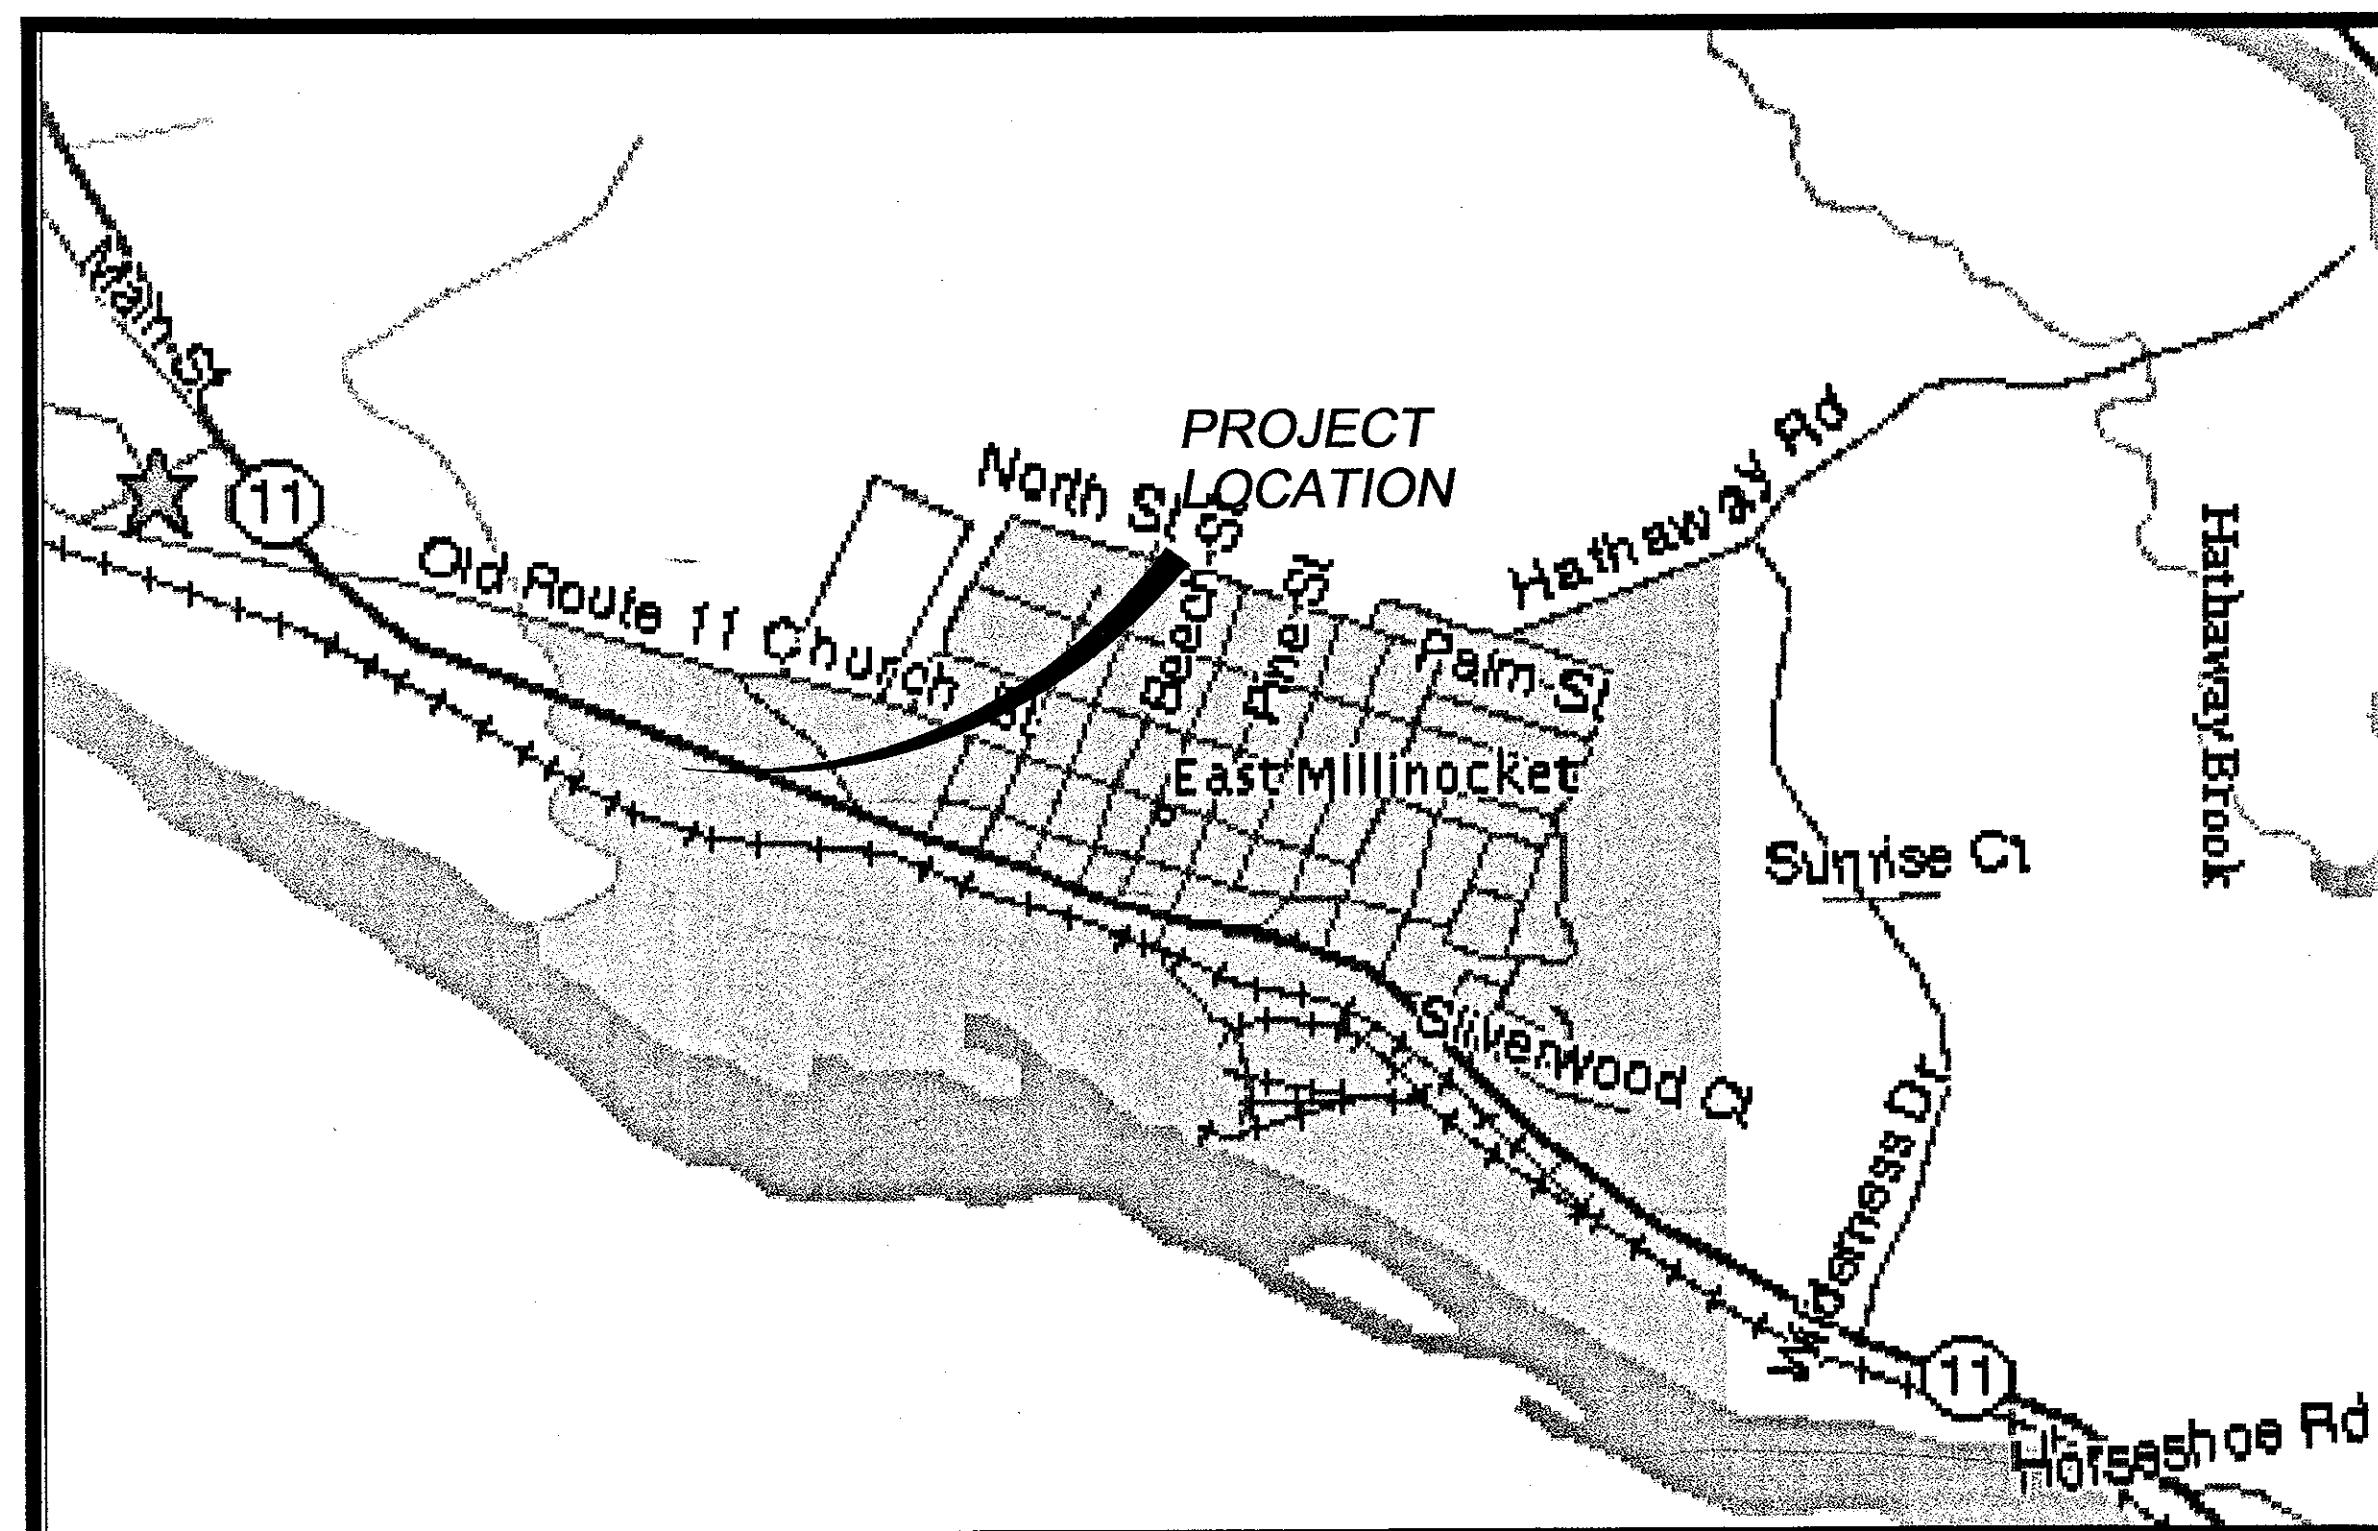 Main St
11
PROJECT
LOCATION
North St
Old Route 11
Church St
Beech St
Pine St
Hathaway Rd
Palm St
East Millinocket
Hathaway Brook
Sunrise Ct
Silverwood Ct
Business Dr
11
Horseshoe Rd